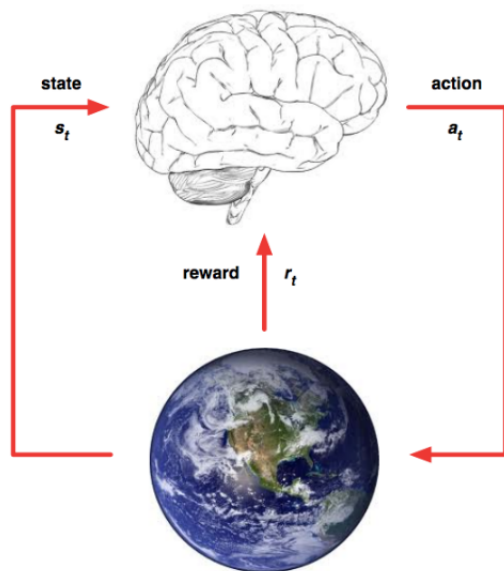 state
s_t
action
a_t
reward
r_t